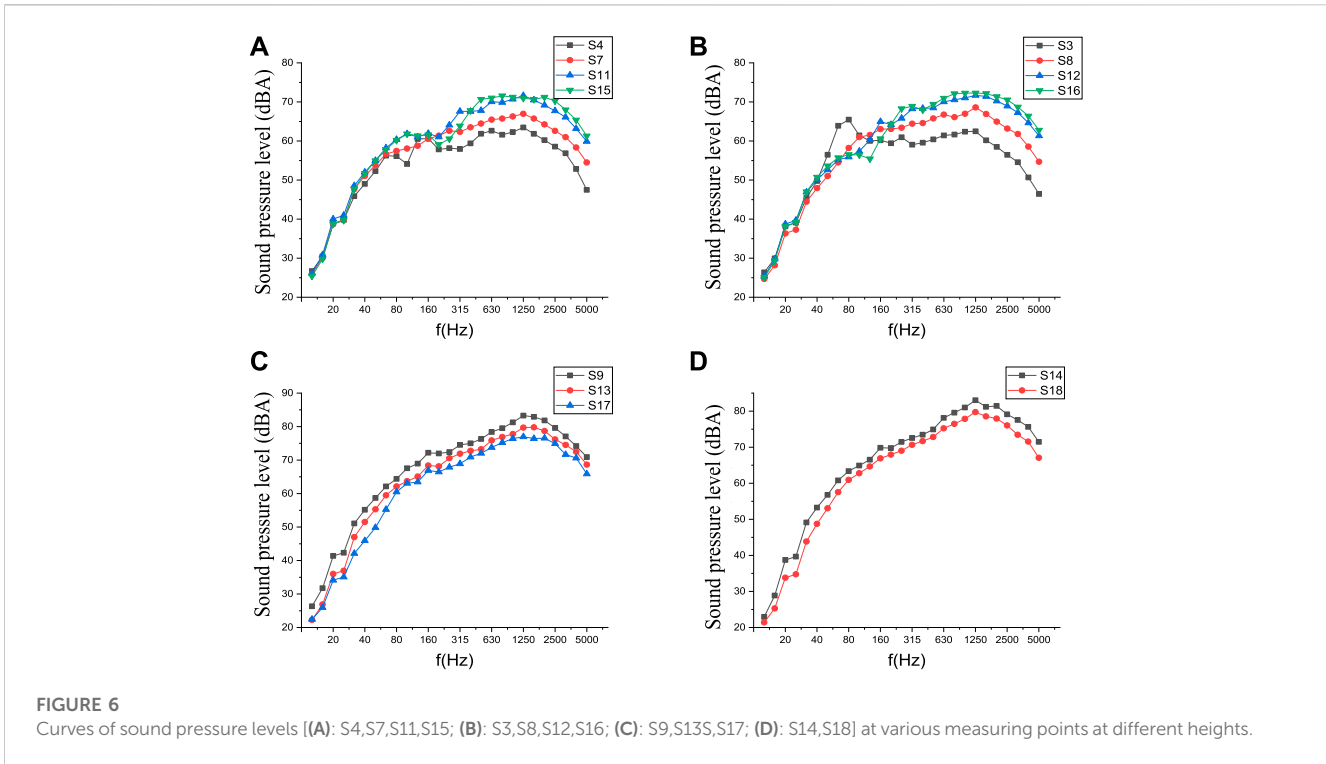 A
S4
S7
S11
S15
80
70
60
50
40
30
20
Sound pressure level (dBA)
20 40 80 160 315 630 1250 2500 5000
f(Hz)
B
S3
S8
S12
S16
80
70
60
50
40
30
20
Sound pressure level (dBA)
20 40 80 160 315 630 1250 2500 5000
f(Hz)
C
S9
S13
S17
90
80
70
60
50
40
30
20
Sound pressure level (dBA)
20 40 80 160 315 630 1250 2500 5000
f(Hz)
D
S14
S18
80
70
60
50
40
30
20
Sound pressure level (dBA)
20 40 80 160 315 630 1250 2500 5000
f(Hz)
FIGURE 6
Curves of sound pressure levels [(A): S4,S7,S11,S15; (B): S3,S8,S12,S16; (C): S9,S13S,S17; (D): S14,S18] at various measuring points at different heights.